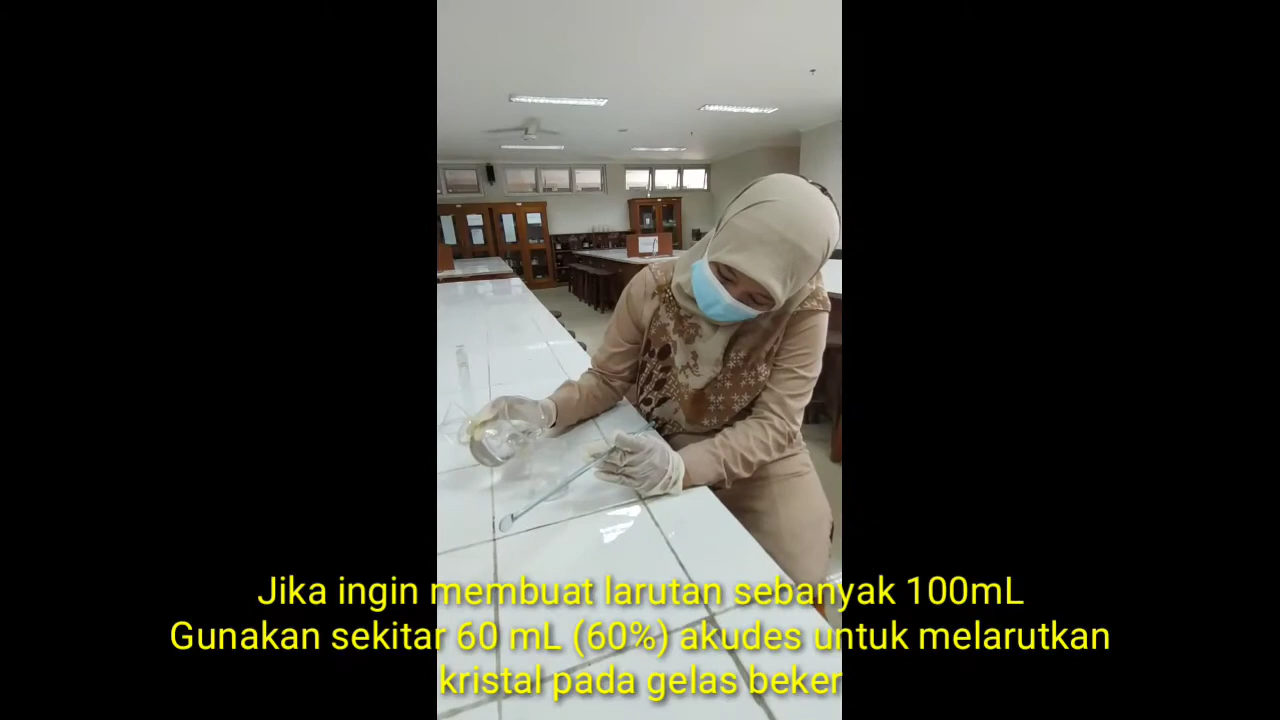 Jika ingin membuat larutan sebanyak 100mL
Gunakan sekitar 60 mL (60%) akudes untuk melarutkan
kristal pada gelas beker